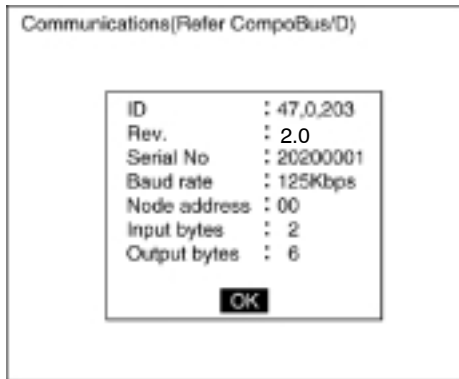 Communications(Refer CompoBus/D)
ID : 47,0,203
Rev. : 2.0
Serial No : 20200001
Baud rate : 125Kbps
Node address : 00
Input bytes : 2
Output bytes : 6
OK